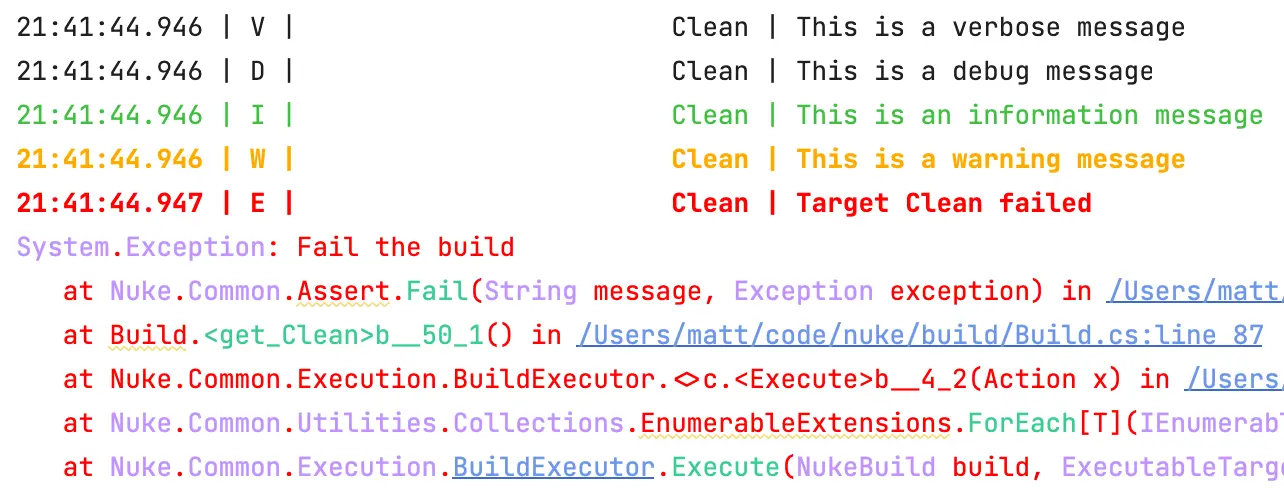 21:41:44.946 | V |                        Clean | This is a verbose message
21:41:44.946 | D |                        Clean | This is a debug message
21:41:44.946 | I |                        Clean | This is an information message
21:41:44.946 | W |                        Clean | This is a warning message
21:41:44.947 | E |                        Clean | Target Clean failed
System.Exception: Fail the build
   at Nuke.Common.Assert.Fail(String message, Exception exception) in /Users/matt/
   at Build.<get_Clean>b__50_1() in /Users/matt/code/nuke/build/Build.cs:line 87
   at Nuke.Common.Execution.BuildExecutor.<>c.<Execute>b__4_2(Action x) in /Users/
   at Nuke.Common.Utilities.Collections.EnumerableExtensions.ForEach[T](IEnumerabl
   at Nuke.Common.Execution.BuildExecutor.Execute(NukeBuild build, ExecutableTarge